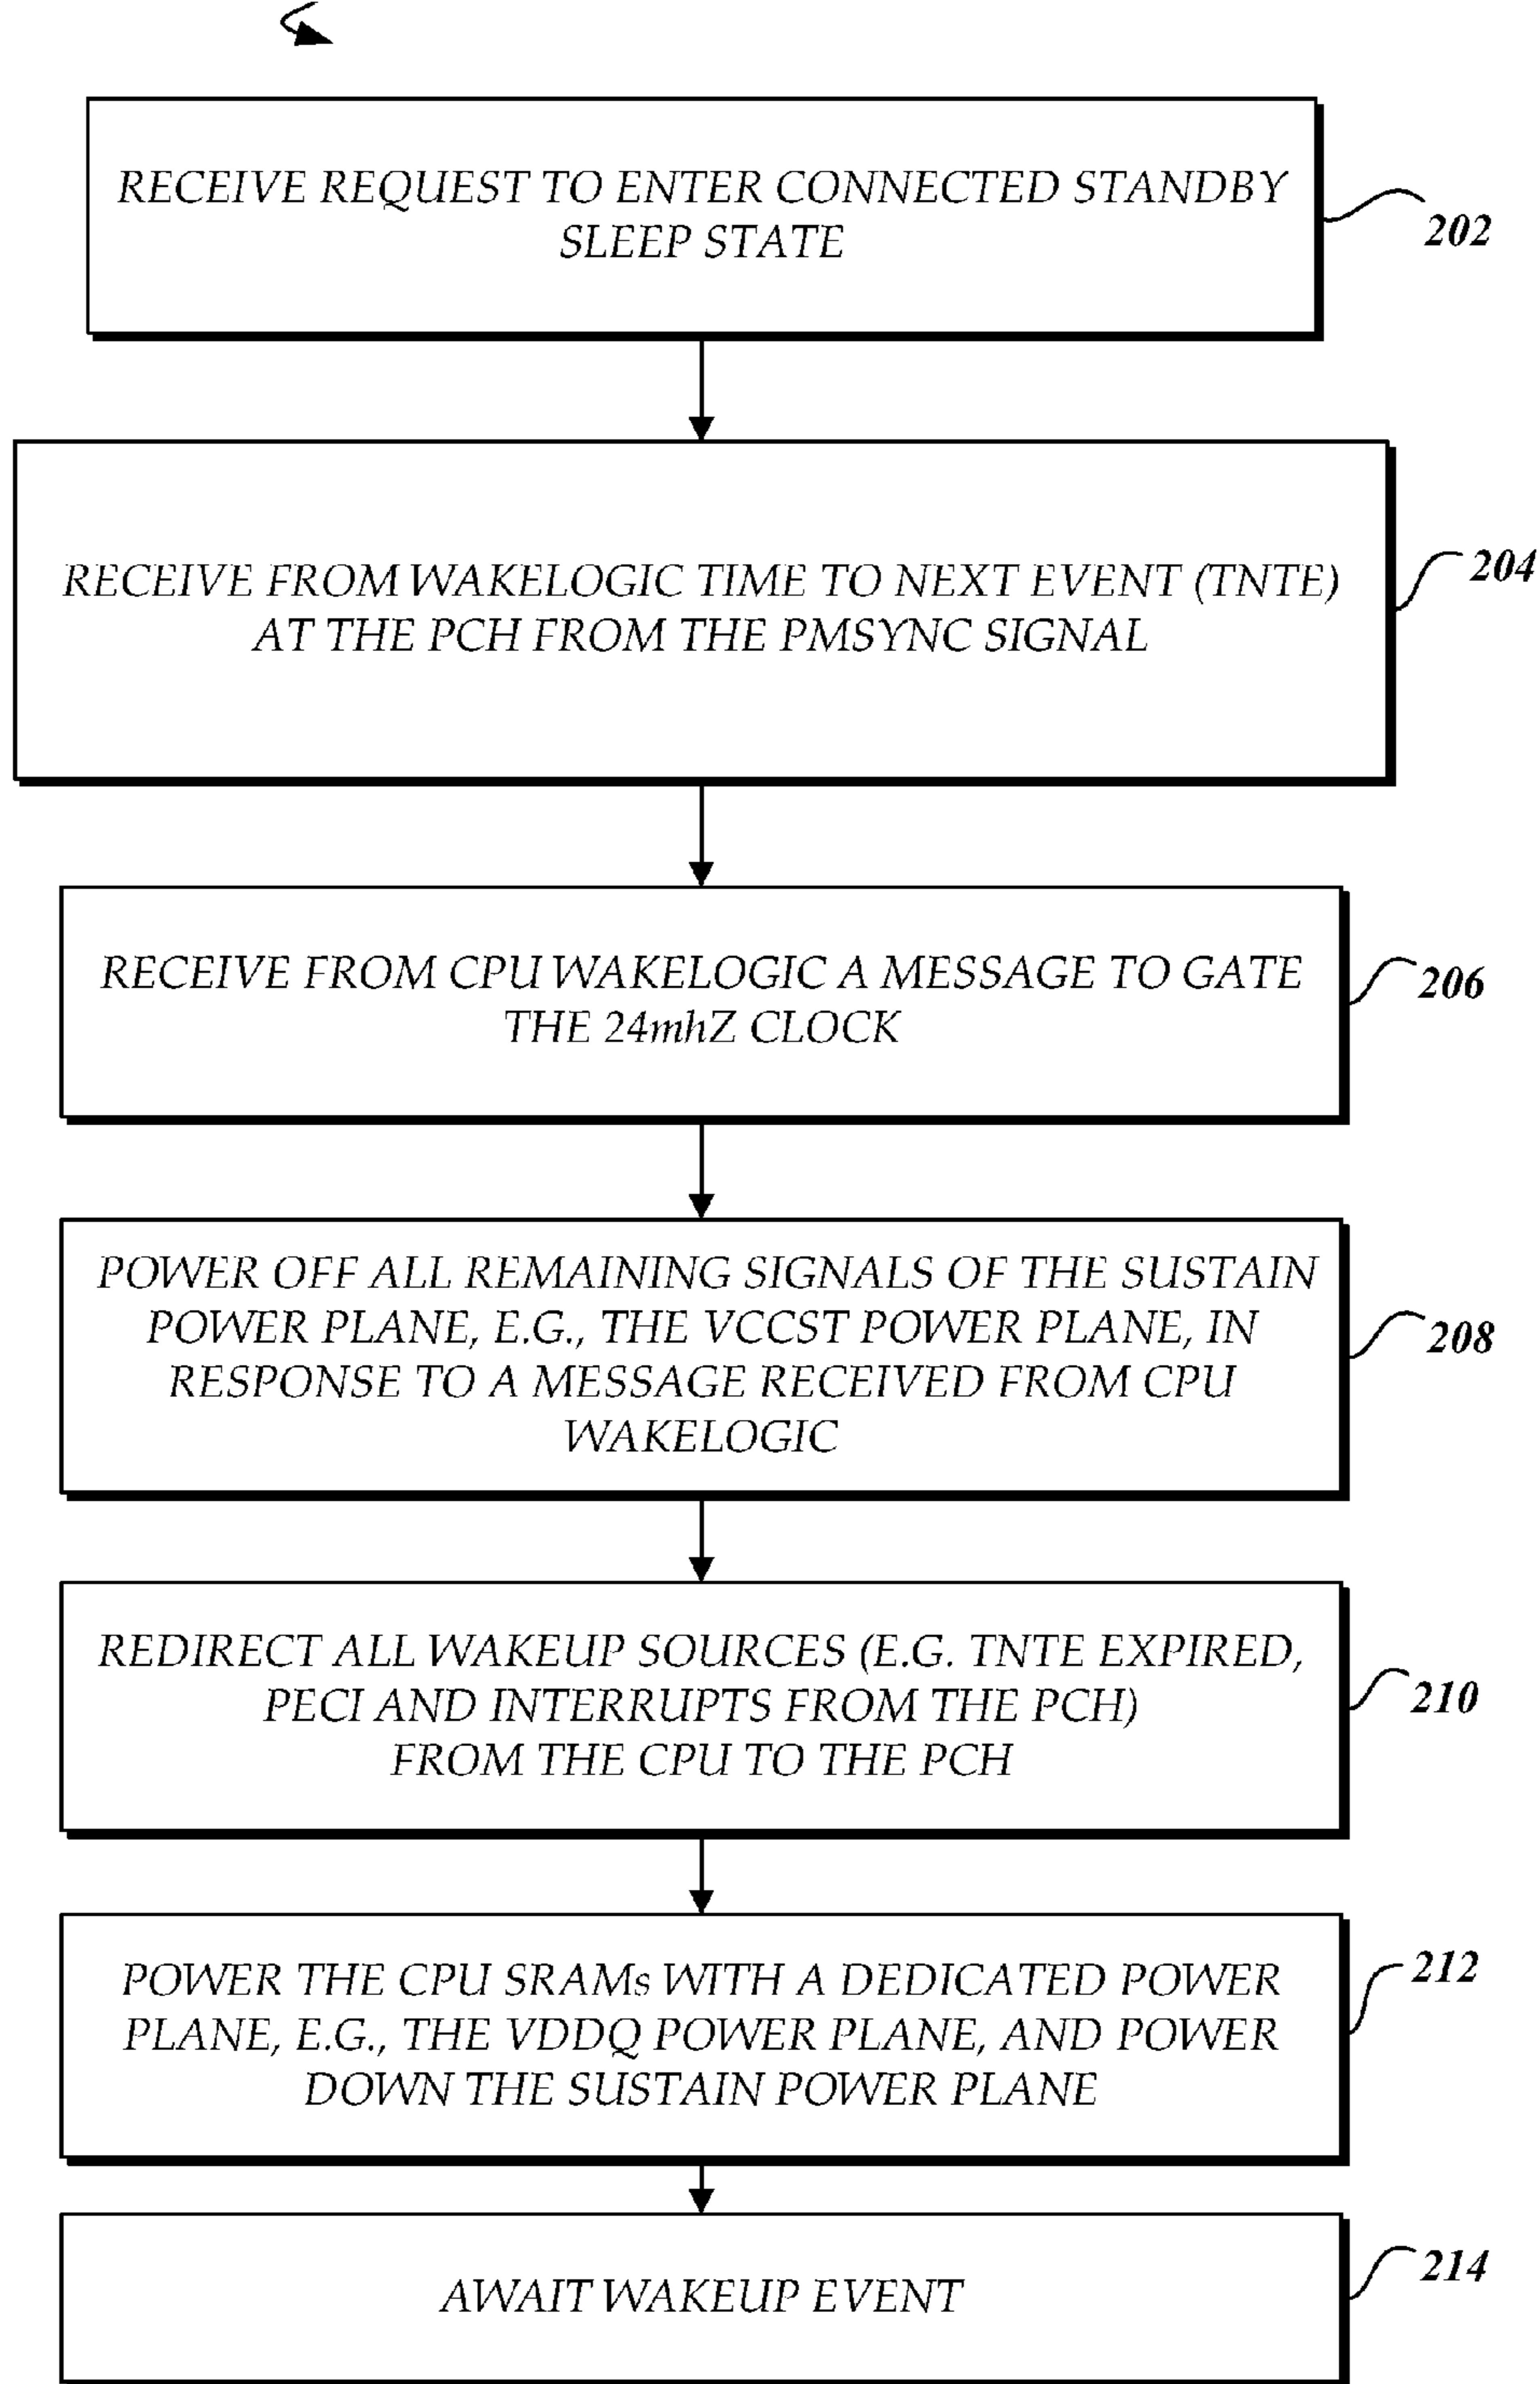 RECEIVE REQUEST TO ENTER CONNECTED STANDBY
SLEEP STATE
202
RECEIVE FROM WAKELOGIC TIME TO NEXT EVENT (TNTE)
AT THE PCH FROM THE PMSYNC SIGNAL
204
RECEIVE FROM CPU WAKELOGIC A MESSAGE TO GATE
THE 24mhZ CLOCK
206
POWER OFF ALL REMAINING SIGNALS OF THE SUSTAIN
POWER PLANE, E.G., THE VCCST POWER PLANE, IN
RESPONSE TO A MESSAGE RECEIVED FROM CPU
WAKELOGIC
208
REDIRECT ALL WAKEUP SOURCES (E.G. TNTE EXPIRED,
PECI AND INTERRUPTS FROM THE PCH)
FROM THE CPU TO THE PCH
210
POWER THE CPU SRAMs WITH A DEDICATED POWER
PLANE, E.G., THE VDDQ POWER PLANE, AND POWER
DOWN THE SUSTAIN POWER PLANE
212
AWAIT WAKEUP EVENT
214